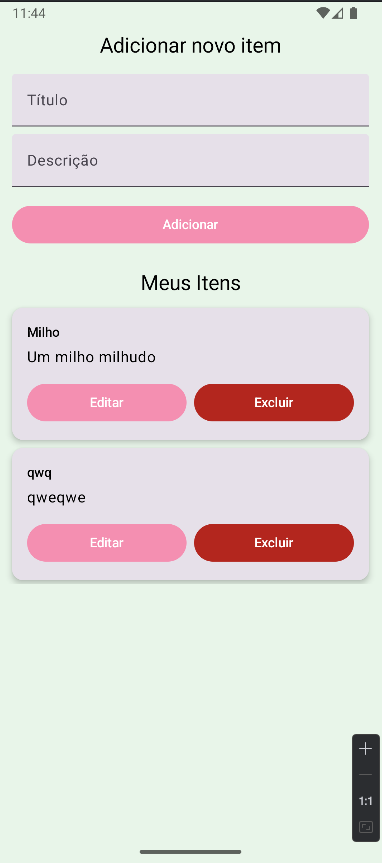 11:44
Adicionar novo item
Título
Descrição
Adicionar
Meus Itens
Milho
Um milho milhudo
Editar Excluir
qwq
qweqwe
Editar Excluir
1:1